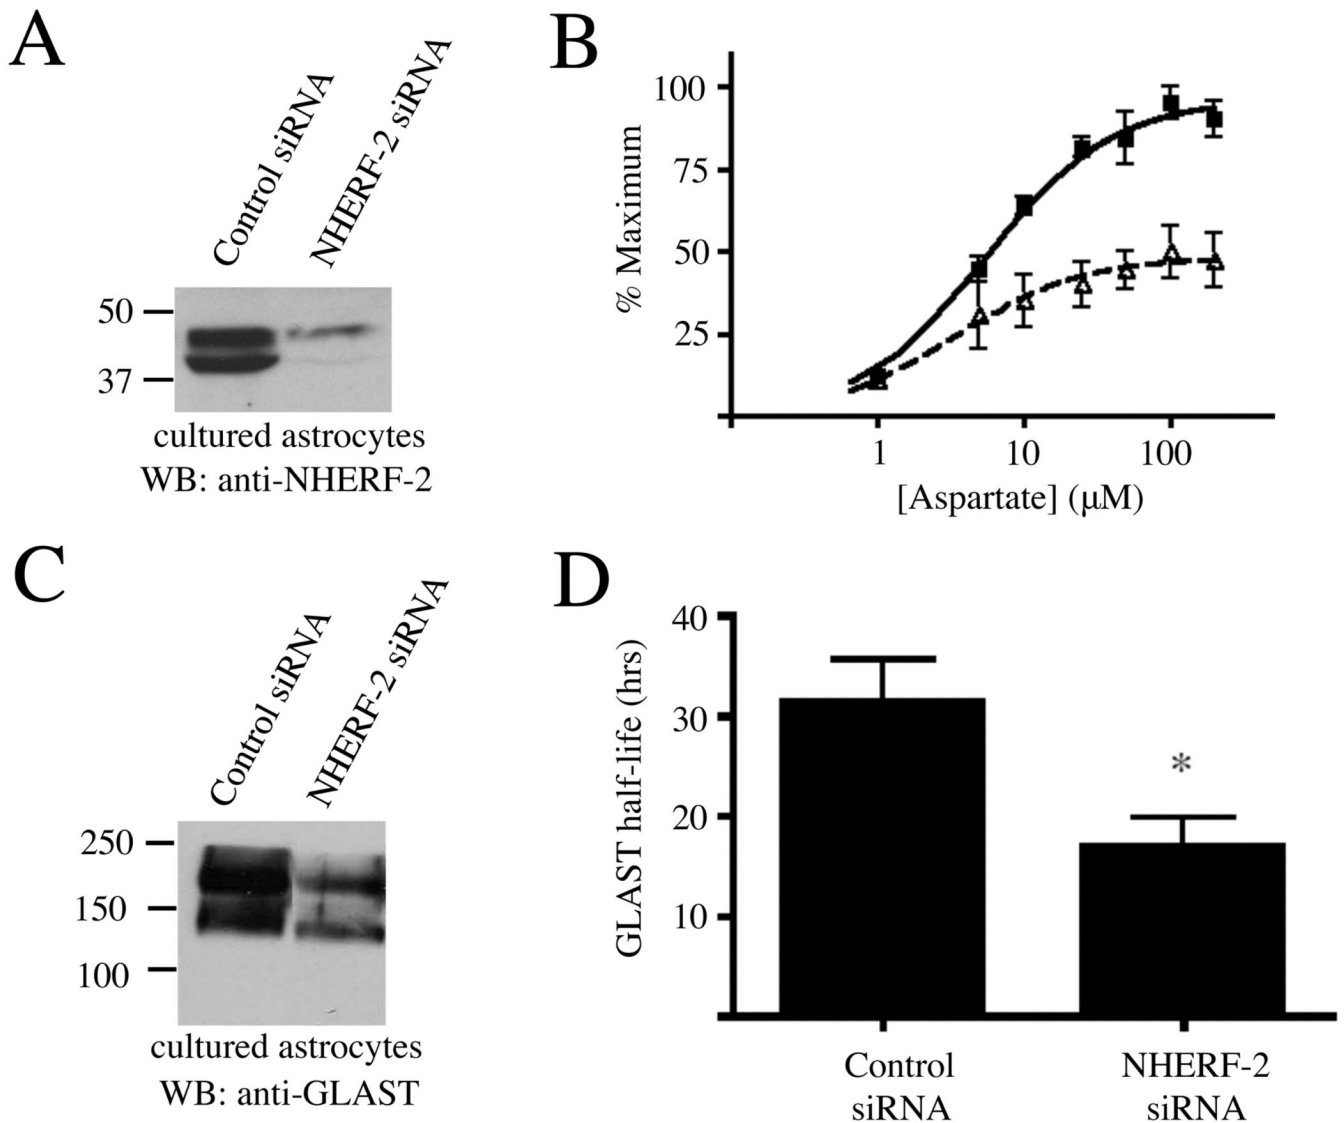 A
Control siRNA
NHERF-2 siRNA
50
37
cultured astrocytes
WB: anti-NHERF-2
B
% Maximum
100
75
50
25
1
10
100
[Aspartate] (μM)
C
Control siRNA
NHERF-2 siRNA
250
150
100
cultured astrocytes
WB: anti-GLAST
D
GLAST half-life (hrs)
40
30
20
10
*
Control
siRNA
NHERF-2
siRNA